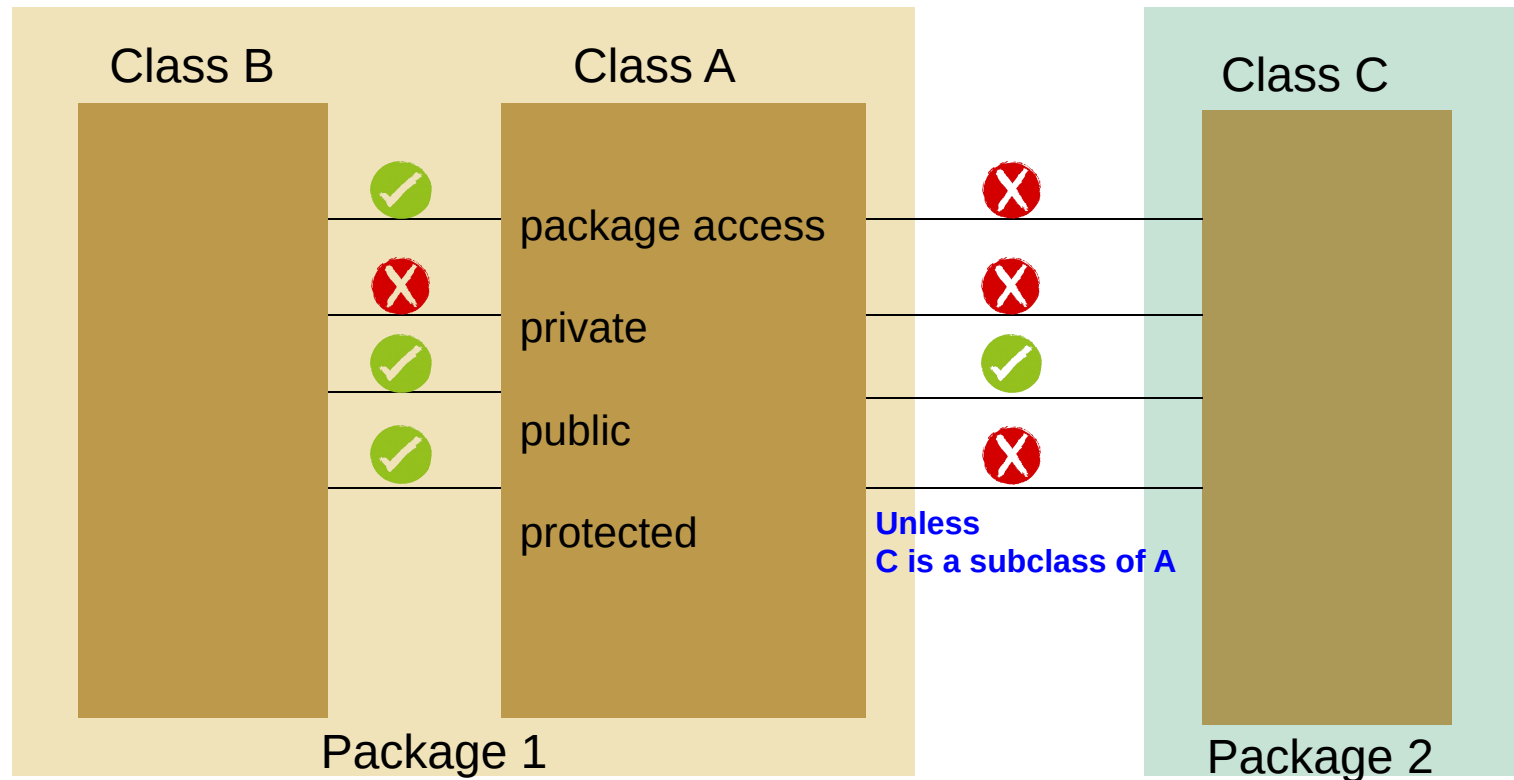 Class B
Class A
Class C
package access
private
public
protected
Unless
C is a subclass of A
Package 1
Package 2